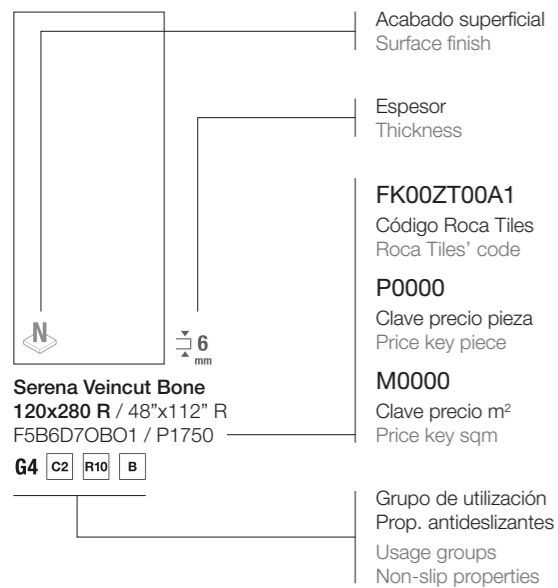 Acabado superficial
Surface finish
Espesor
Thickness
FK00ZT00A1
Código Roca Tiles
Roca Tiles’ code
P0000
Clave precio pieza
Price key piece
M0000
Clave precio m²
Price key sqm
N
6
mm
Serena Veincut Bone
120x280 R / 48”x112” R
F5B6D7OBO1 / P1750
G4 C2 R10 B
Grupo de utilización
Prop. antideslizantes
Usage groups
Non-slip properties